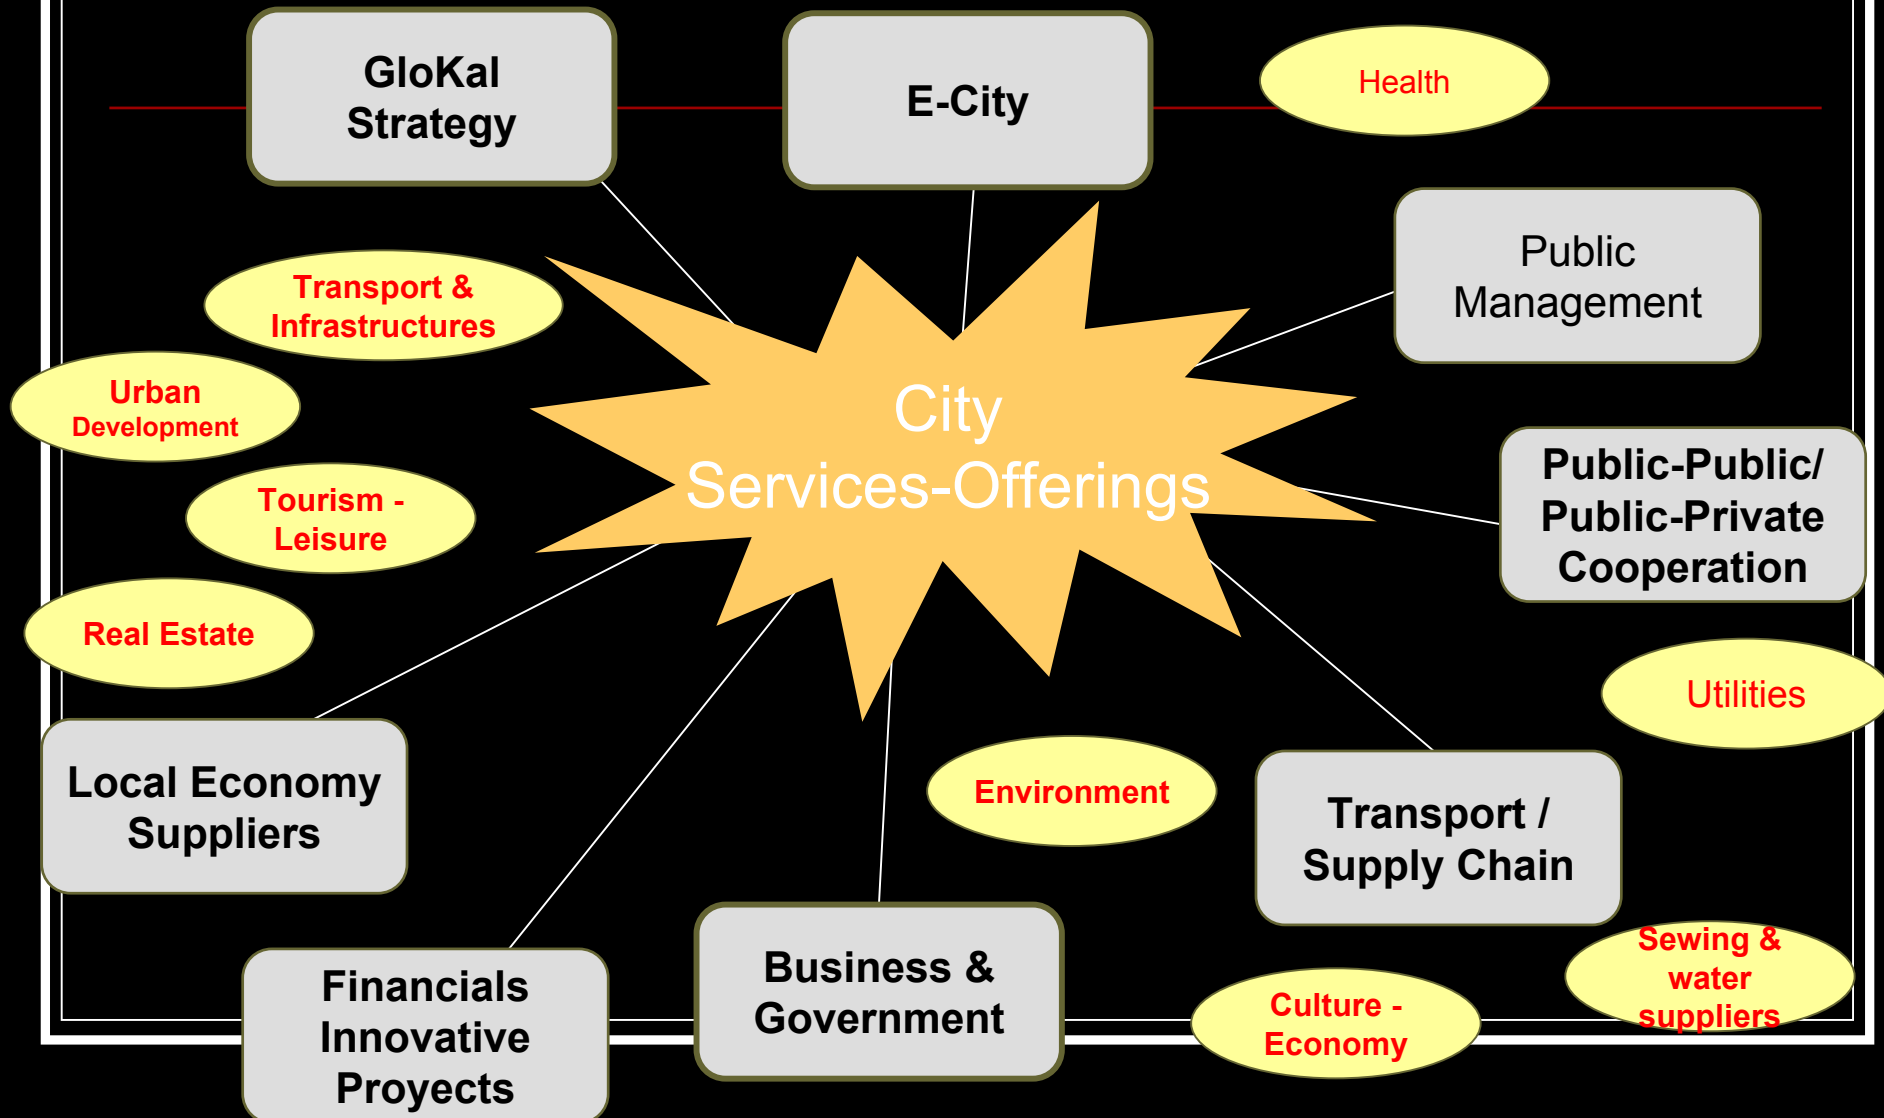 GloKal
Strategy
E-City
Health
Public
Management
Transport &
Infrastructures
Urban
Development
City
Services-Offerings
Public-Public/
Public-Private
Cooperation
Tourism -
Leisure
Real Estate
Utilities
Local Economy
Suppliers
Environment
Transport /
Supply Chain
Financials
Innovative
Proyects
Business &
Government
Culture -
Economy
Sewing &
water
suppliers